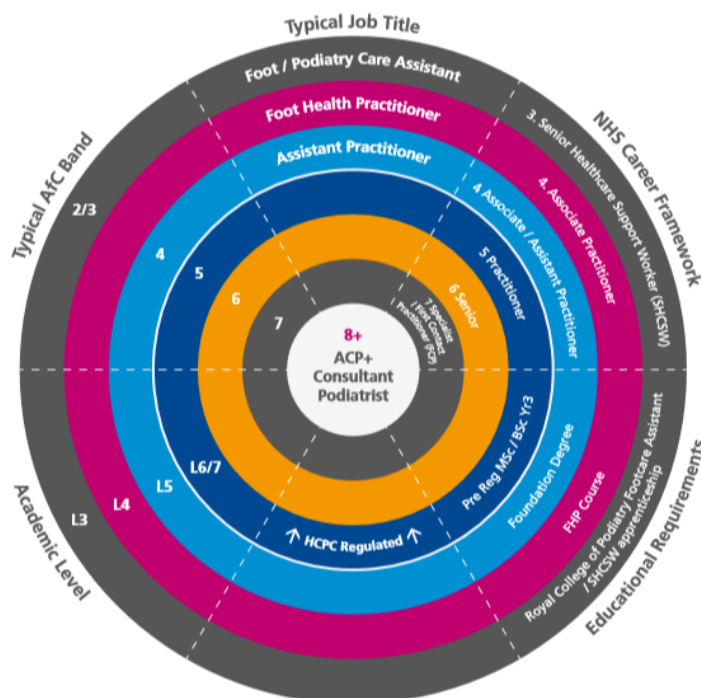 Typical Job Title
Foot / Podiatry Care Assistant
Foot Health Practitioner
Assistant Practitioner
NHS Career Framework
3. Senior Healthcare Support Worker (SHCSW)
4. Associate Practitioner
4 Associate / Assistant Practitioner
5 Practitioner
6 Senior
7 Specialist
/ First Contact
Practitioner (FCP)
Typical AfC Band
2/3
4
5
6
7
8+
ACP+
Consultant
Podiatrist
Academic Level
L3
L4
L5
L6/7
↑ HCPC Regulated ↑
Pre Reg MSc / BSc Yr3
Foundation Degree
FHP Course
Royal College of Podiatry Footcare Assistant
/ SHCSW apprenticeship
Educational Requirements